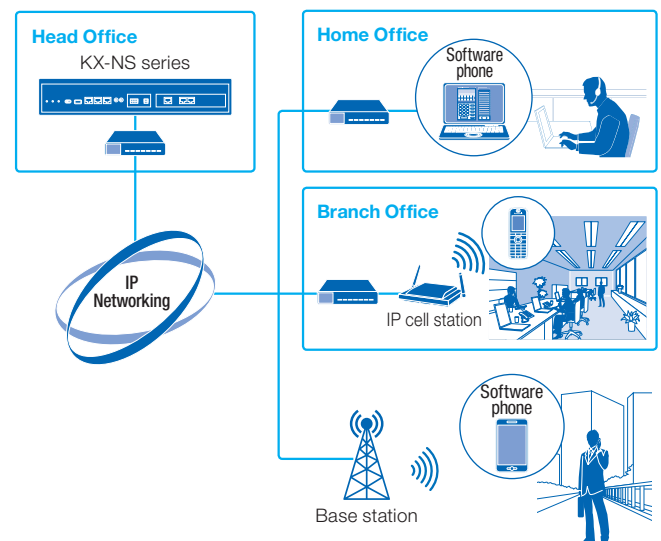 Head Office
KX-NS series
Home Office
Software
phone
Branch Office
IP
Networking
IP cell station
Software
phone
Base station